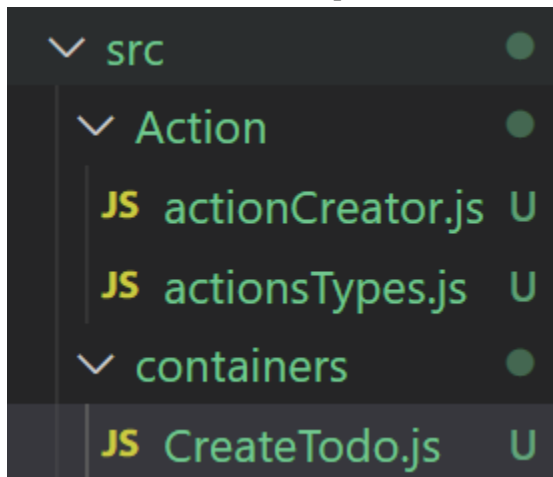 src
Action
JS actionCreator.js U
JS actionsTypes.js U
containers
JS CreateTodo.js U